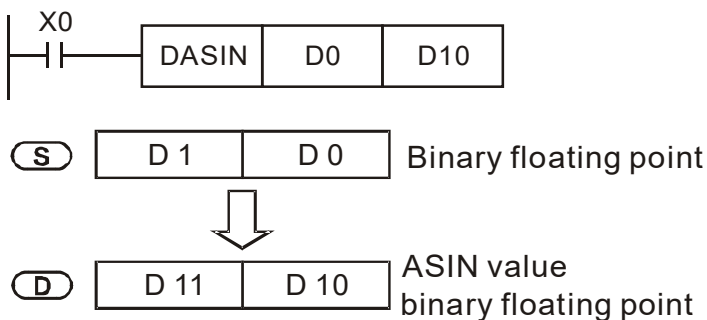 X0
DASIN D0 D10
S D 1 D 0 Binary floating point
D D 11 D 10 ASIN value
binary floating point